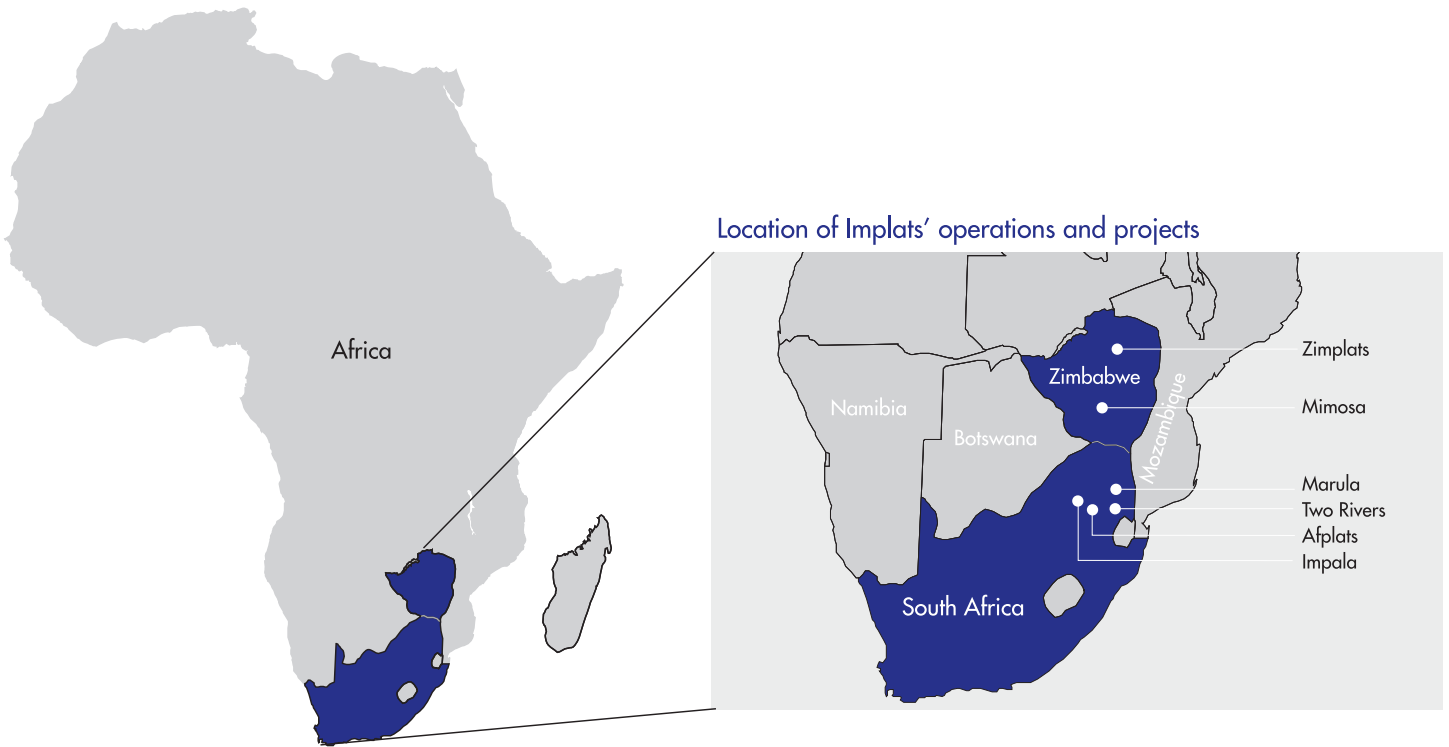 Location of Implats’ operations and projects
Africa
Zimplats
Zimbabwe
Mimosa
Namibia
Mozambique
Botswana
Marula
Two Rivers
Afplats
Impala
South Africa